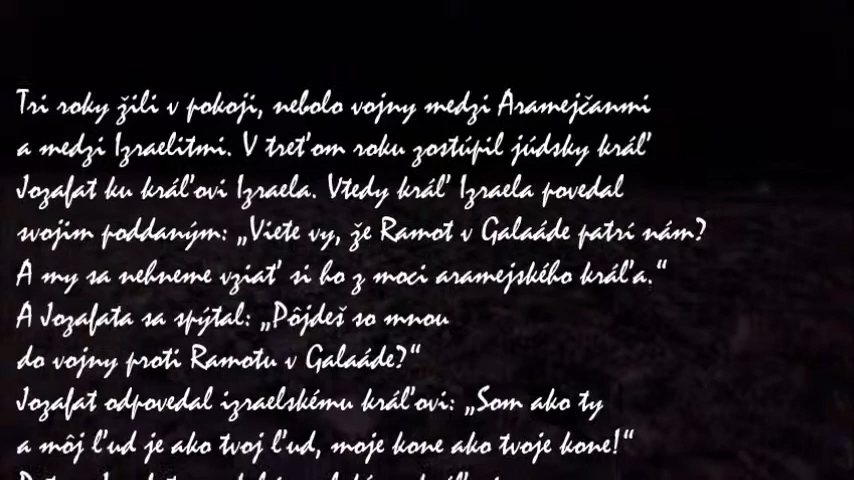 Tri roky žili v pokoji, nebolo vojny medzi Aramejčanmi
a medzi Izraelitmi. V treťom roku zostúpil júdsky kráľ
Jozafat ku kráľovi Izraela. Vtedy kráľ Izraela povedal
svojim poddaným: „Viete vy, že Ramot v Galaáde patrí nám?
A my sa nehneme vziať si ho z moci aramejského kráľa.“
A Jozafata sa spýtal: „Pôjdeš so mnou
do vojny proti Ramotu v Galaáde?“
Jozafat odpovedal izraelskému kráľovi: „Som ako ty
a môj ľud je ako tvoj ľud, moje kone ako tvoje kone!“